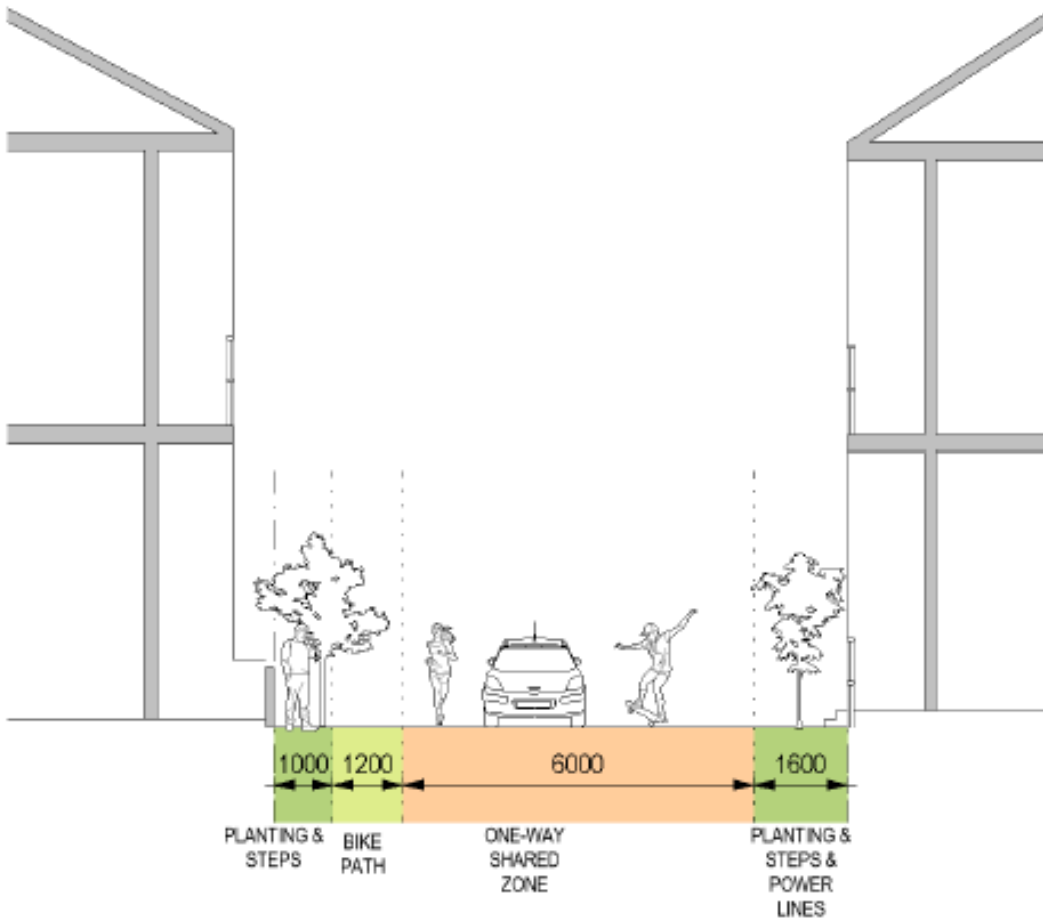 1000 1200 6000 1600
PLANTING &
STEPS
BIKE
PATH
ONE-WAY
SHARED
ZONE
PLANTING &
STEPS &
POWER
LINES